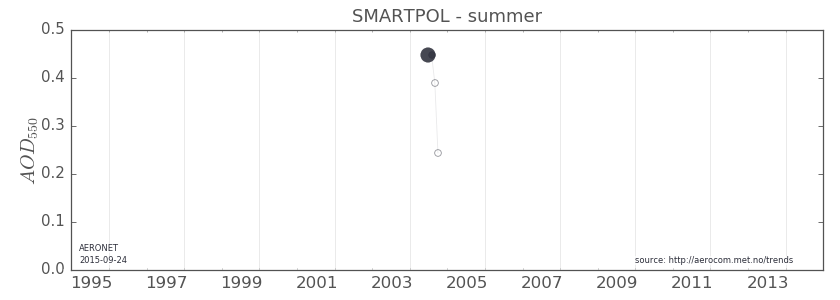 SMARTPOL - summer
0.5
0.4
0.3
0.2
0.1
0.0
AOD550
AERONET
2015-09-24
source: http://aerocom.met.no/trends
1995 1997 1999 2001 2003 2005 2007 2009 2011 2013